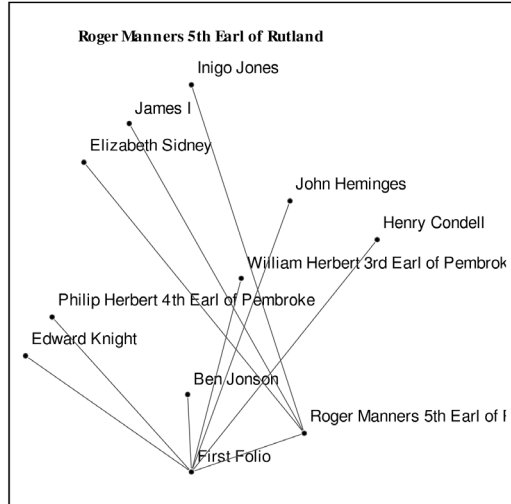 Roger Manners 5th Earl of Rutland
Inigo Jones
James I
Elizabeth Sidney
John Heminges
Henry Condell
William Herbert 3rd Earl of Pembrok
Philip Herbert 4th Earl of Pembroke
Edward Knight
Ben Jonson
Roger Manners 5th Earl of
First Folio